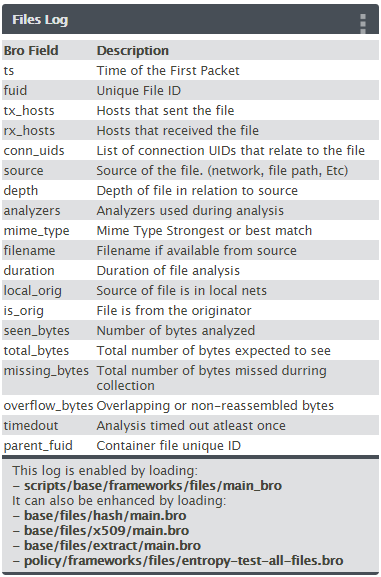 Files Log
Bro Field Description
ts Time of the First Packet
fuid Unique File ID
tx_hosts Hosts that sent the file
rx_hosts Hosts that received the file
conn_uids List of connection UIDs that relate to the file
source Source of the file. (network, file path, Etc)
depth Depth of file in relation to source
analyzers Analyzers used during analysis
mime_type Mime Type Strongest or best match
filename Filename if available from source
duration Duration of file analysis
local_orig Source of file is in local nets
is_orig File is from the originator
seen_bytes Number of bytes analyzed
total_bytes Total number of bytes expected to see
missing_bytes Total number of bytes missed durring
collection
overflow_bytes Overlapping or non-reassembled bytes
timedout Analysis timed out atleast once
parent_fuid Container file unique ID
This log is enabled by loading:
- scripts/base/frameworks/files/main_bro
It can also be enhanced by loading:
- base/files/hash/main.bro
- base/files/x509/main.bro
- base/files/extract/main.bro
- policy/frameworks/files/entropy-test-all-files.bro